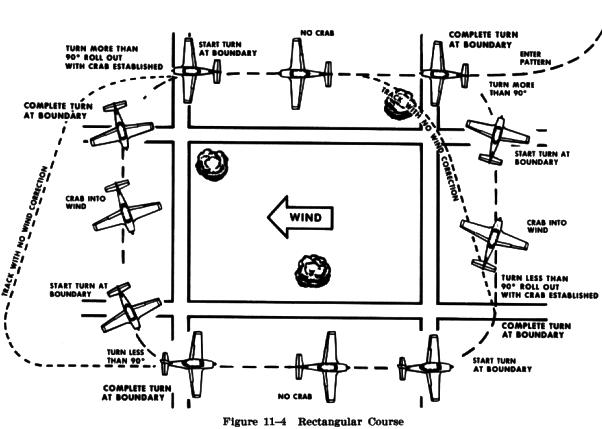 NO CRAB
COMPLETE TURN
AT BOUNDARY
TURN MORE THAN
90° ROLL OUT
WITH CRAB ESTABLISHED
START TURN
AT BOUNDARY
ENTER
PATTERN
TURN MORE
THAN 90°
COMPLETE TURN
AT BOUNDARY
TRACK WITH NO WIND CORRECTION
START TURN AT
BOUNDARY
TRACK WITH NO WIND CORRECTION
CRAB INTO
WIND
WIND
CRAB INTO
WIND
START TURN AT
BOUNDARY
TURN LESS THAN
90° ROLL OUT
WITH CRAB ESTABLISHED
COMPLETE TURN
AT BOUNDARY
TURN LESS
THAN 90°
START TURN
AT BOUNDARY
COMPLETE TURN
AT BOUNDARY
NO CRAB
Figure 11-4 Rectangular Course